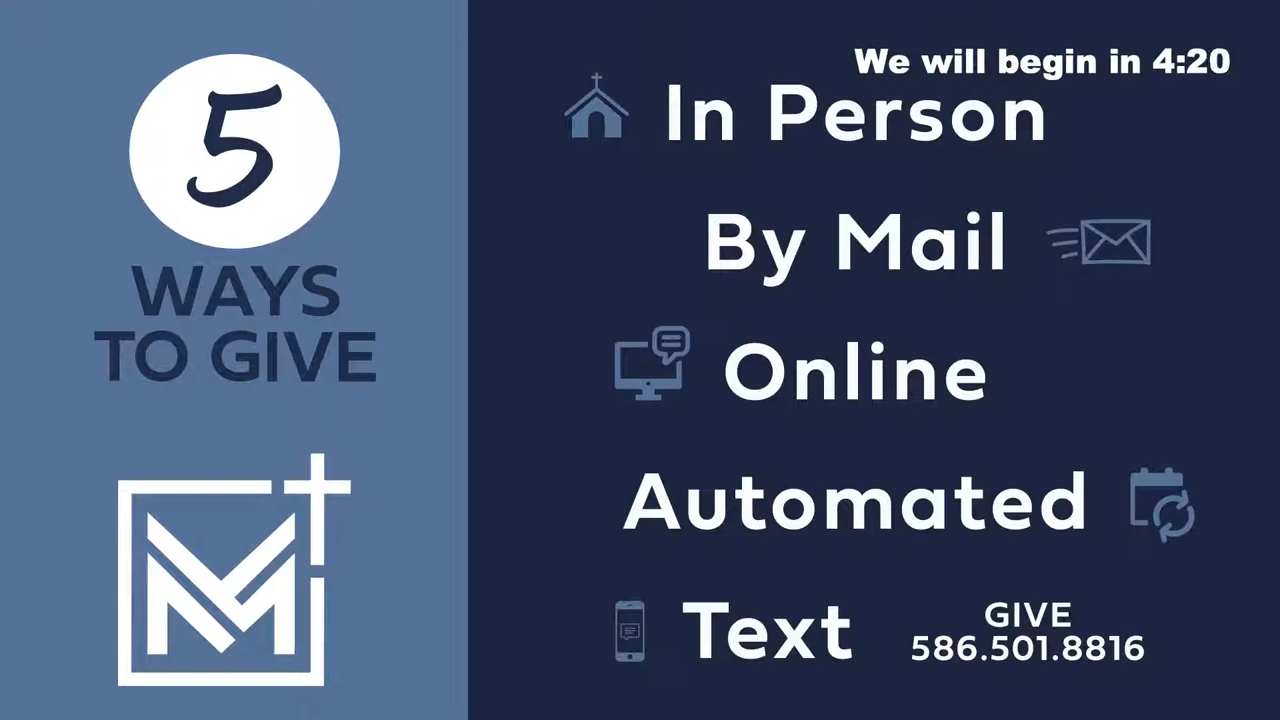 5
WAYS
TO GIVE
We will begin in 4:20
In Person
By Mail
Online
Automated
Text
GIVE
586.501.8816